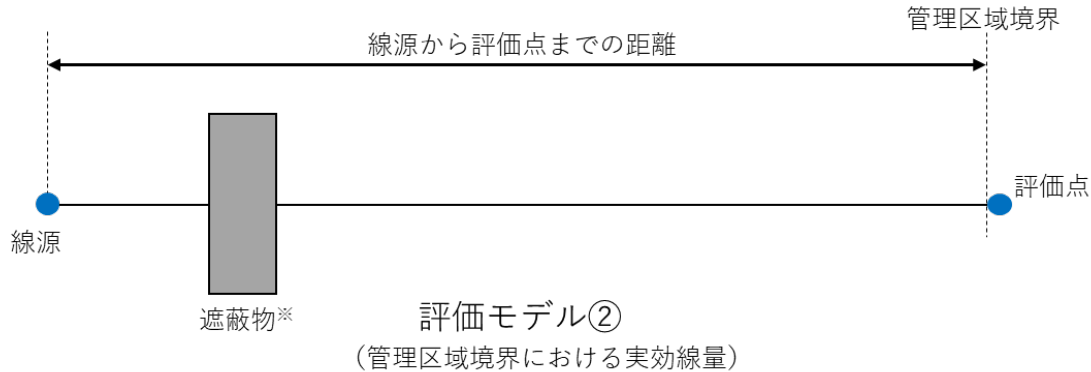 管理区域境界
線源から評価点までの距離
評価点
線源
遮蔽物※
評価モデル②
（管理区域境界における実効線量）